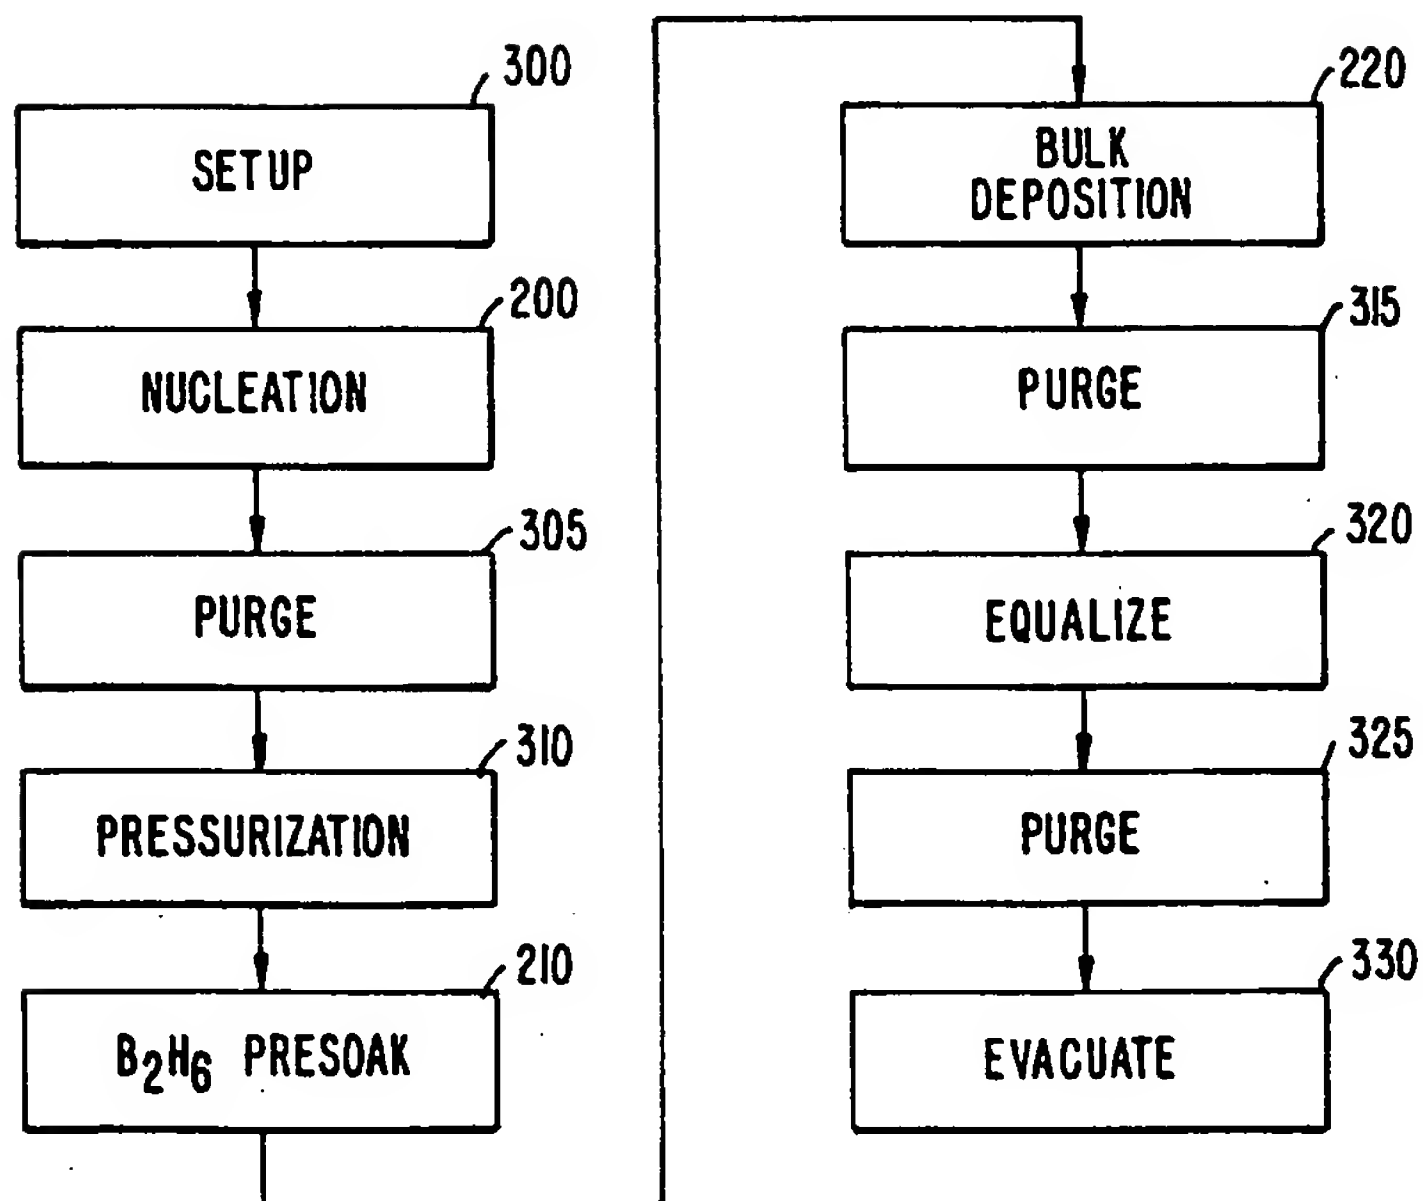 300
SETUP
200
NUCLEATION
305
PURGE
310
PRESSURIZATION
210
B₂H₆ PRESOAK
220
BULK
DEPOSITION
315
PURGE
320
EQUALIZE
325
PURGE
330
EVACUATE